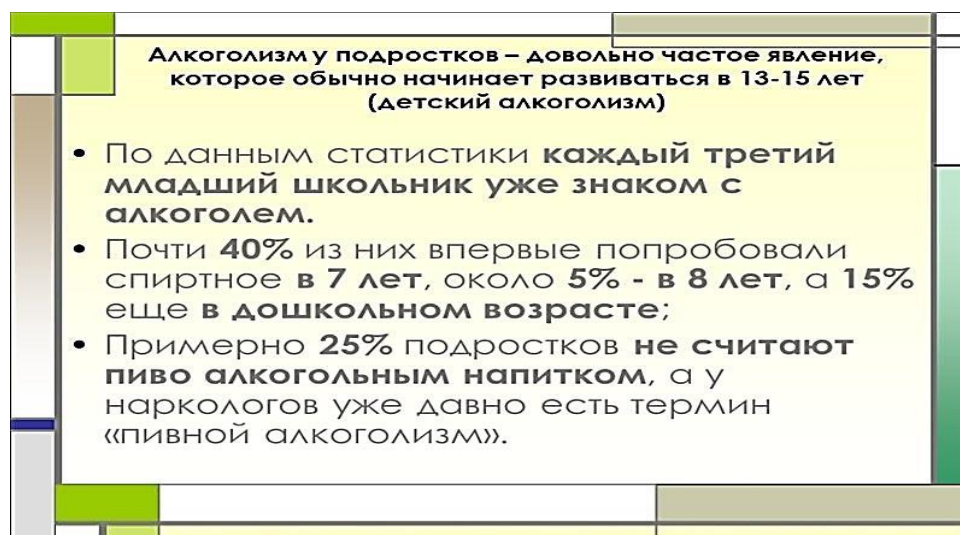 Алкоголизм у подростков – довольно частое явление,
которое обычно начинает развиваться в 13-15 лет
(детский алкоголизм)
• По данным статистики каждый третий
младший школьник уже знаком с
алкоголем.
• Почти 40% из них впервые попробовали
спиртное в 7 лет, около 5% - в 8 лет, а 15%
еще в дошкольном возрасте;
• Примерно 25% подростков не считают
пиво алкогольным напитком, а у
наркологов уже давно есть термин
«пивной алкоголизм».